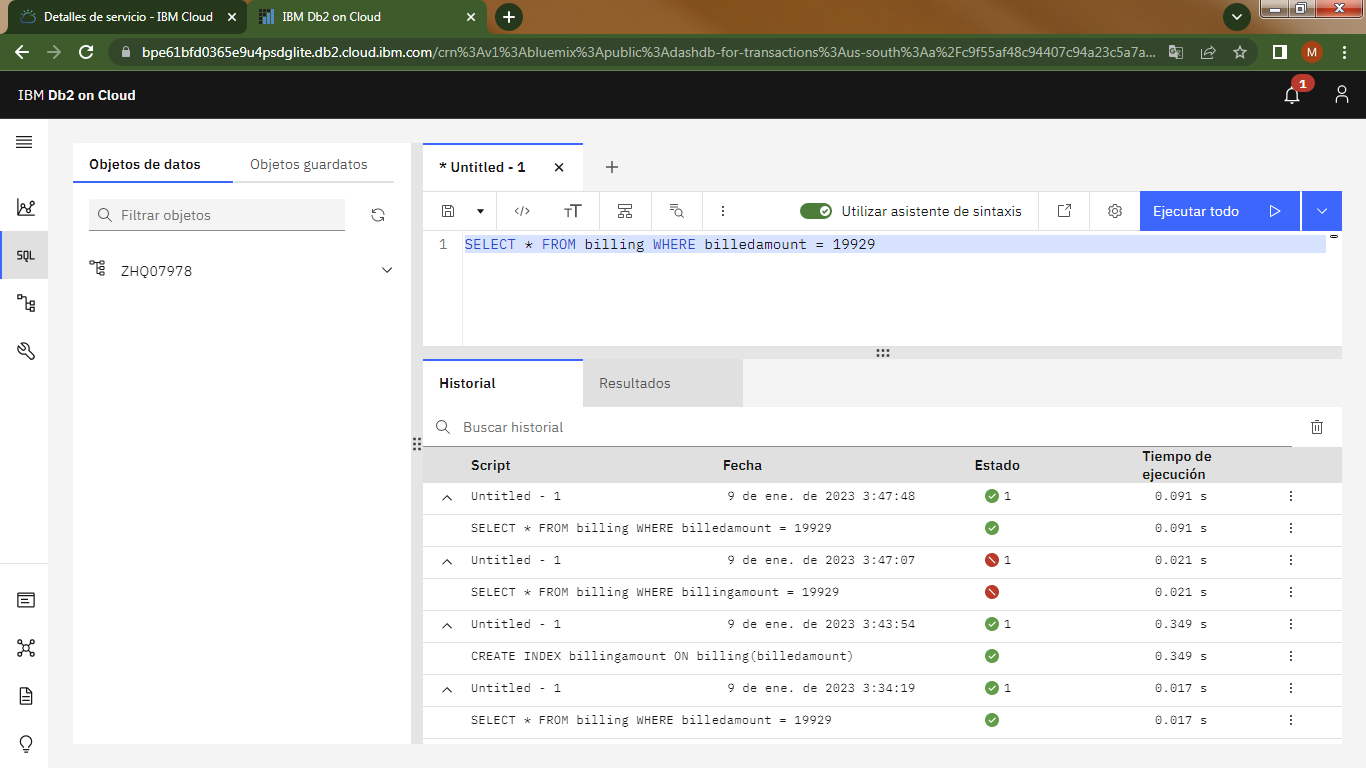 Detalles de servicio - IBM Cloud
IBM Db2 on Cloud
bpe61bfd0365e9u4psdglite.db2.cloud.ibm.com/crn%3Av1%3Abluemix%3Apublic%3Adashdb-for-transactions%3Aus-south%3Aa%2Fc9f55af48c94407c94a23c5a7a...
M
IBM Db2 on Cloud
1
Objetos de datos
Objetos guardatos
Filtrar objetos
SQL
ZHQ07978
* Untitled - 1
Utilizar asistente de sintaxis
Ejecutar todo
1 SELECT * FROM billing WHERE billedamount = 19929
Historial
Resultados
Buscar historial
Script Fecha Estado Tiempo de
ejecución
Untitled - 1 9 de ene. de 2023 3:47:48 1 0.091 s
SELECT * FROM billing WHERE billedamount = 19929 0.091 s
Untitled - 1 9 de ene. de 2023 3:47:07 1 0.021 s
SELECT * FROM billing WHERE billingamount = 19929 0.021 s
Untitled - 1 9 de ene. de 2023 3:43:54 1 0.349 s
CREATE INDEX billingamount ON billing(billedamount) 0.349 s
Untitled - 1 9 de ene. de 2023 3:34:19 1 0.017 s
SELECT * FROM billing WHERE billedamount = 19929 0.017 s